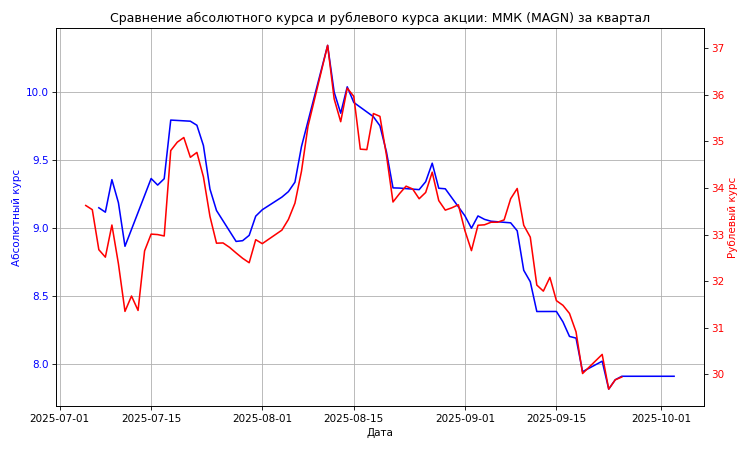 Сравнение абсолютного курса и рублевого курса акции: ММК (MAGN) за квартал
Абсолютный курс
10.0
9.5
9.0
8.5
8.0
37
36
35
34
33
32
31
30
Рублевый курс
2025-07-01 2025-07-15 2025-08-01 2025-08-15 2025-09-01 2025-09-15 2025-10-01
Дата